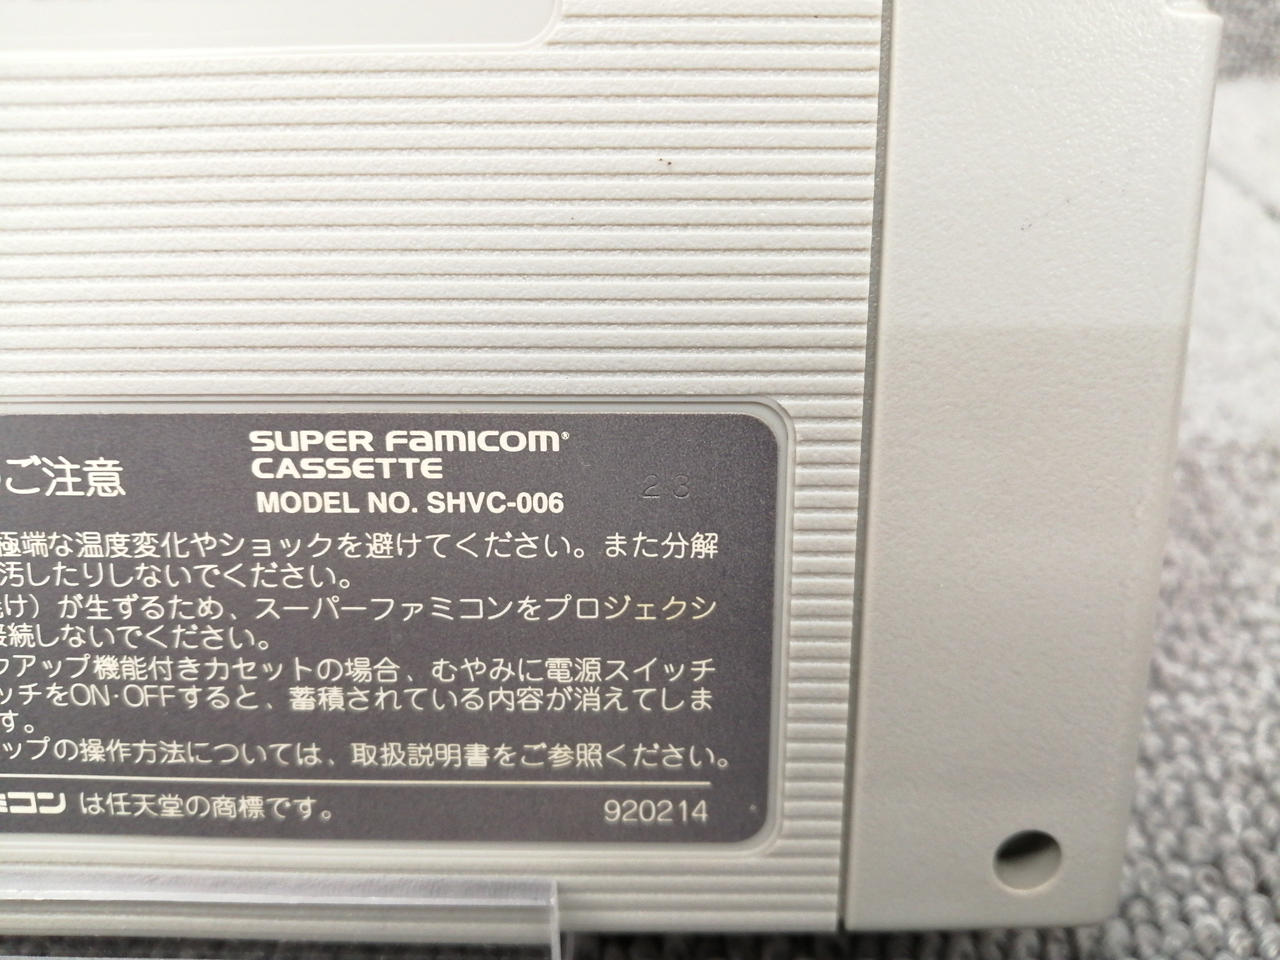 ご注意
SUPER FAMICOM®
CASSETTE
MODEL NO. SHVC-006
23
極端な温度変化やショックを避けてください。また分解
汚したりしないでください。
け）が生ずるため、スーパーファミコンをプロジェクシ
接続しないでください。
クアップ機能付きカセットの場合、むやみに電源スイッチ
ッチをON·OFFすると、蓄積されている内容が消えてしま
す。
ップの操作方法については、取扱説明書をご参照ください。
ミコン は任天堂の商標です。
920214